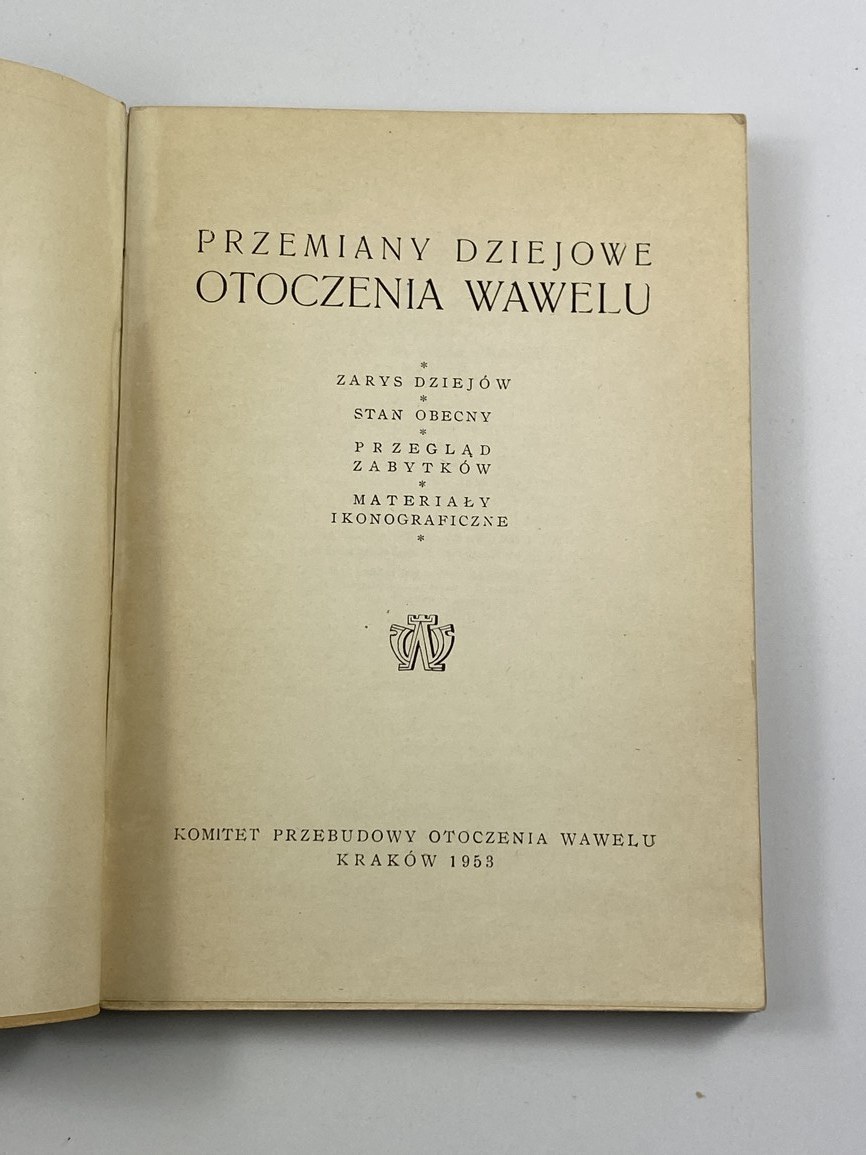 PRZEMIANY DZIEJOWE
OTOCZENIA WAWELU
*
ZARYS DZIEJÓW
*
STAN OBECNY
*
PRZEGLĄD
ZABYTKÓW
*
MATERIAŁY
IKONOGRAFICZNE
*
KOMITET PRZEBUDOWY OTOCZENIA WAWELU
KRAKÓW 1953